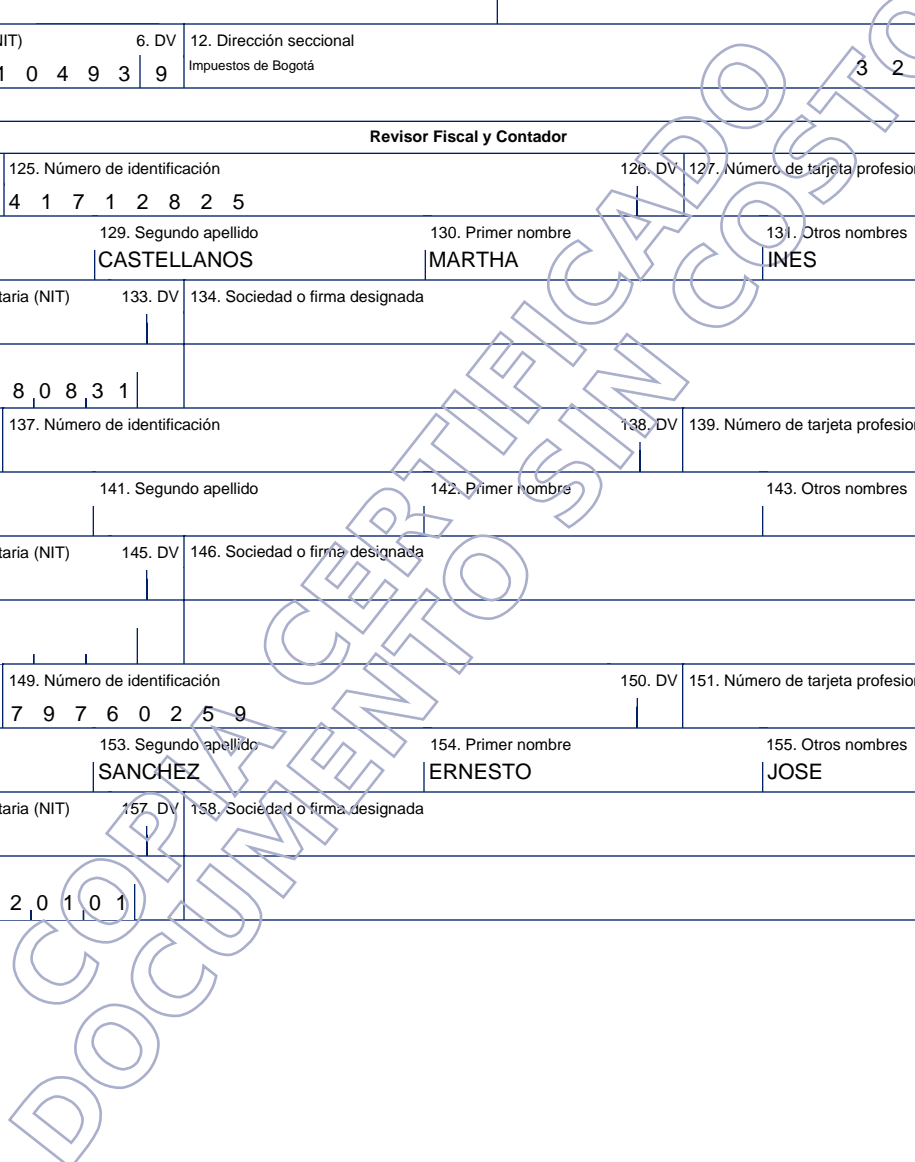 NIT) 6. DV 12. Dirección seccional
1 0 4 9 3 9 Impuestos de Bogotá 3 2
Revisor Fiscal y Contador
125. Número de identificación 126. DV 127. Número de tarjeta profesion
4 1 7 1 2 8 2 5
129. Segundo apellido 130. Primer nombre 131. Otros nombres
CASTELLANOS MARTHA INES
taria (NIT) 133. DV 134. Sociedad o firma designada
8 0 8 3 1
137. Número de identificación 138. DV 139. Número de tarjeta profesion
141. Segundo apellido 142. Primer nombre 143. Otros nombres
taria (NIT) 145. DV 146. Sociedad o firma designada
149. Número de identificación 150. DV 151. Número de tarjeta profesion
7 9 7 6 0 2 5 9
153. Segundo apellido 154. Primer nombre 155. Otros nombres
SANCHEZ ERNESTO JOSE
taria (NIT) 157. DV 158. Sociedad o firma designada
2 0 1 0 1
COPIA CERTIFICADO
DOCUMENTO SIN COSTO